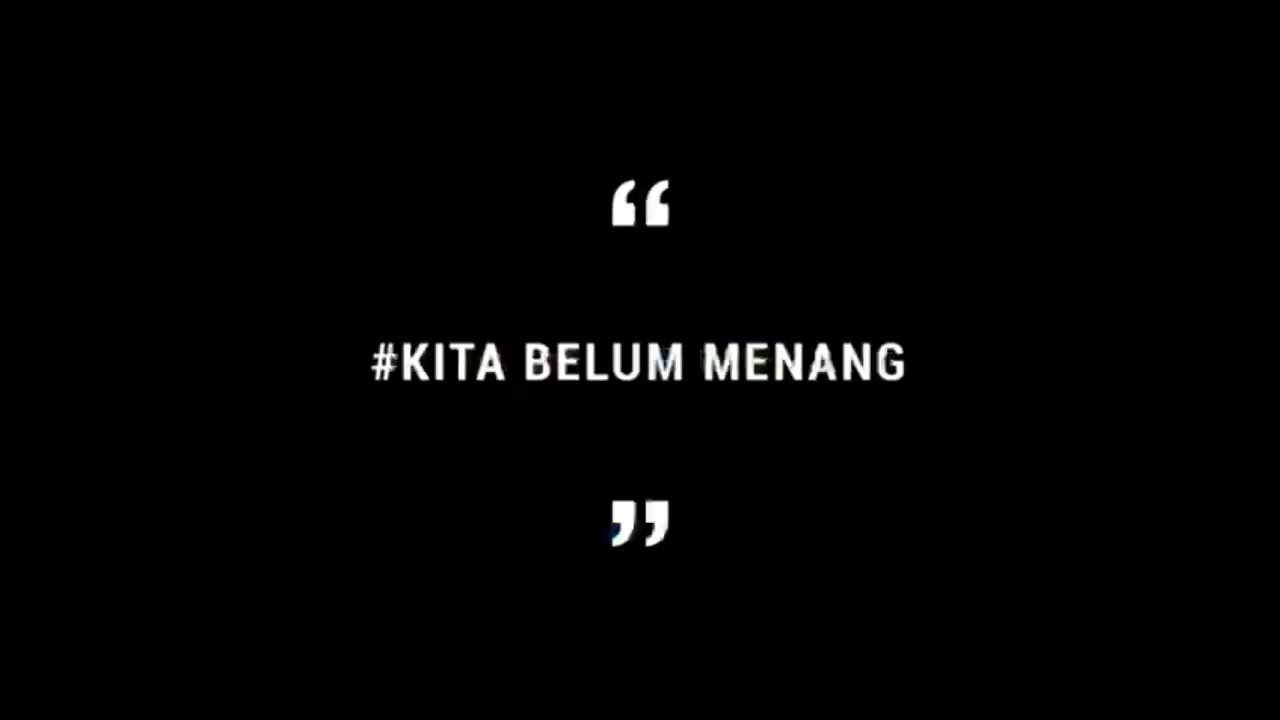 “
#KITA BELUM MENANG
”